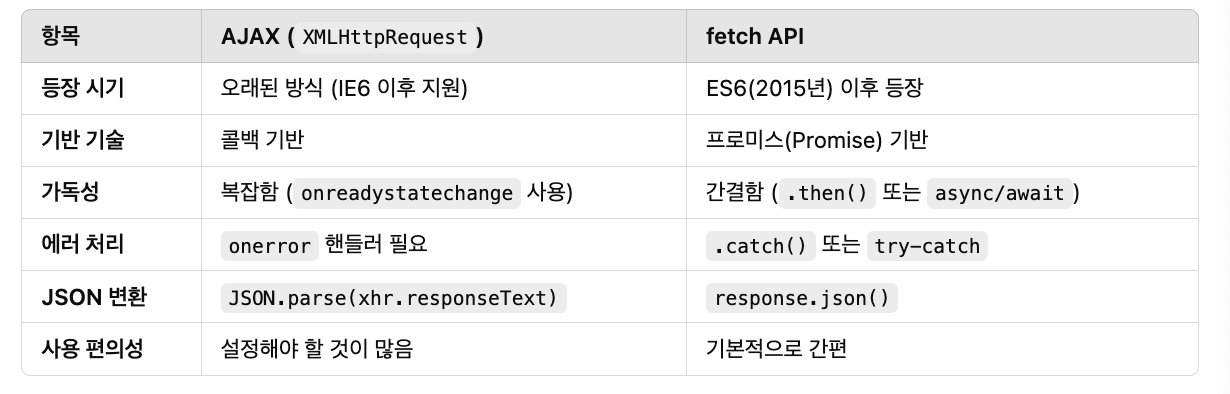 항목 AJAX ( XMLHttpRequest ) fetch API
등장 시기 오래된 방식 (IE6 이후 지원) ES6(2015년) 이후 등장
기반 기술 콜백 기반 프로미스(Promise) 기반
가독성 복잡함 ( onreadystatechange 사용) 간결함 ( .then() 또는 async/await )
에러 처리 onerror 핸들러 필요 .catch() 또는 try-catch
JSON 변환 JSON.parse(xhr.responseText) response.json()
사용 편의성 설정해야 할 것이 많음 기본적으로 간편